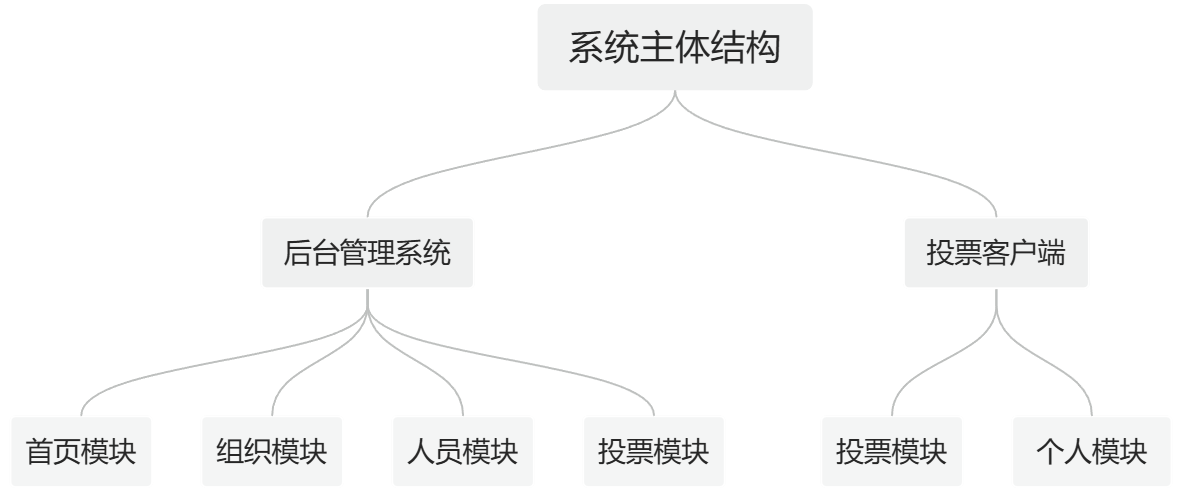 系统主体结构
后台管理系统
投票客户端
首页模块
组织模块
人员模块
投票模块
投票模块
个人模块